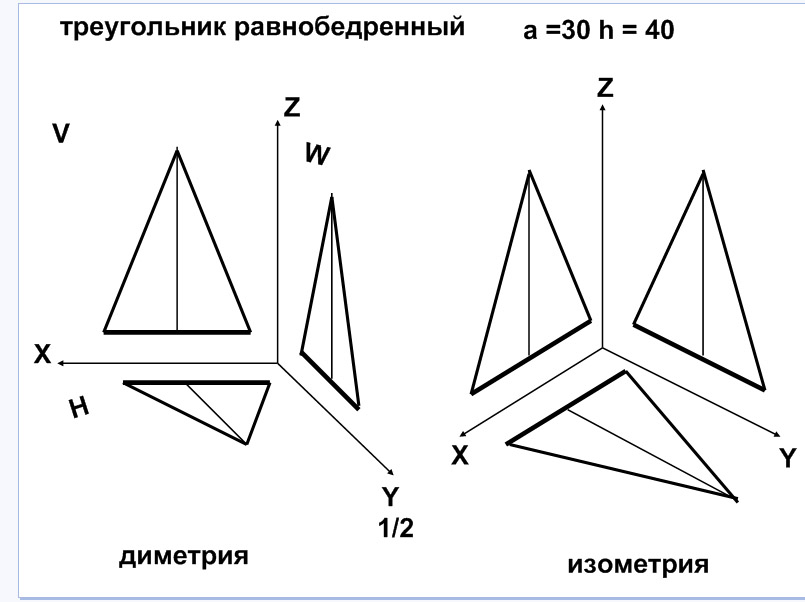 треугольник равнобедренный
a =30 h = 40
V
Z
W
X
H
Y
1/2
диметрия
Z
X
Y
изометрия